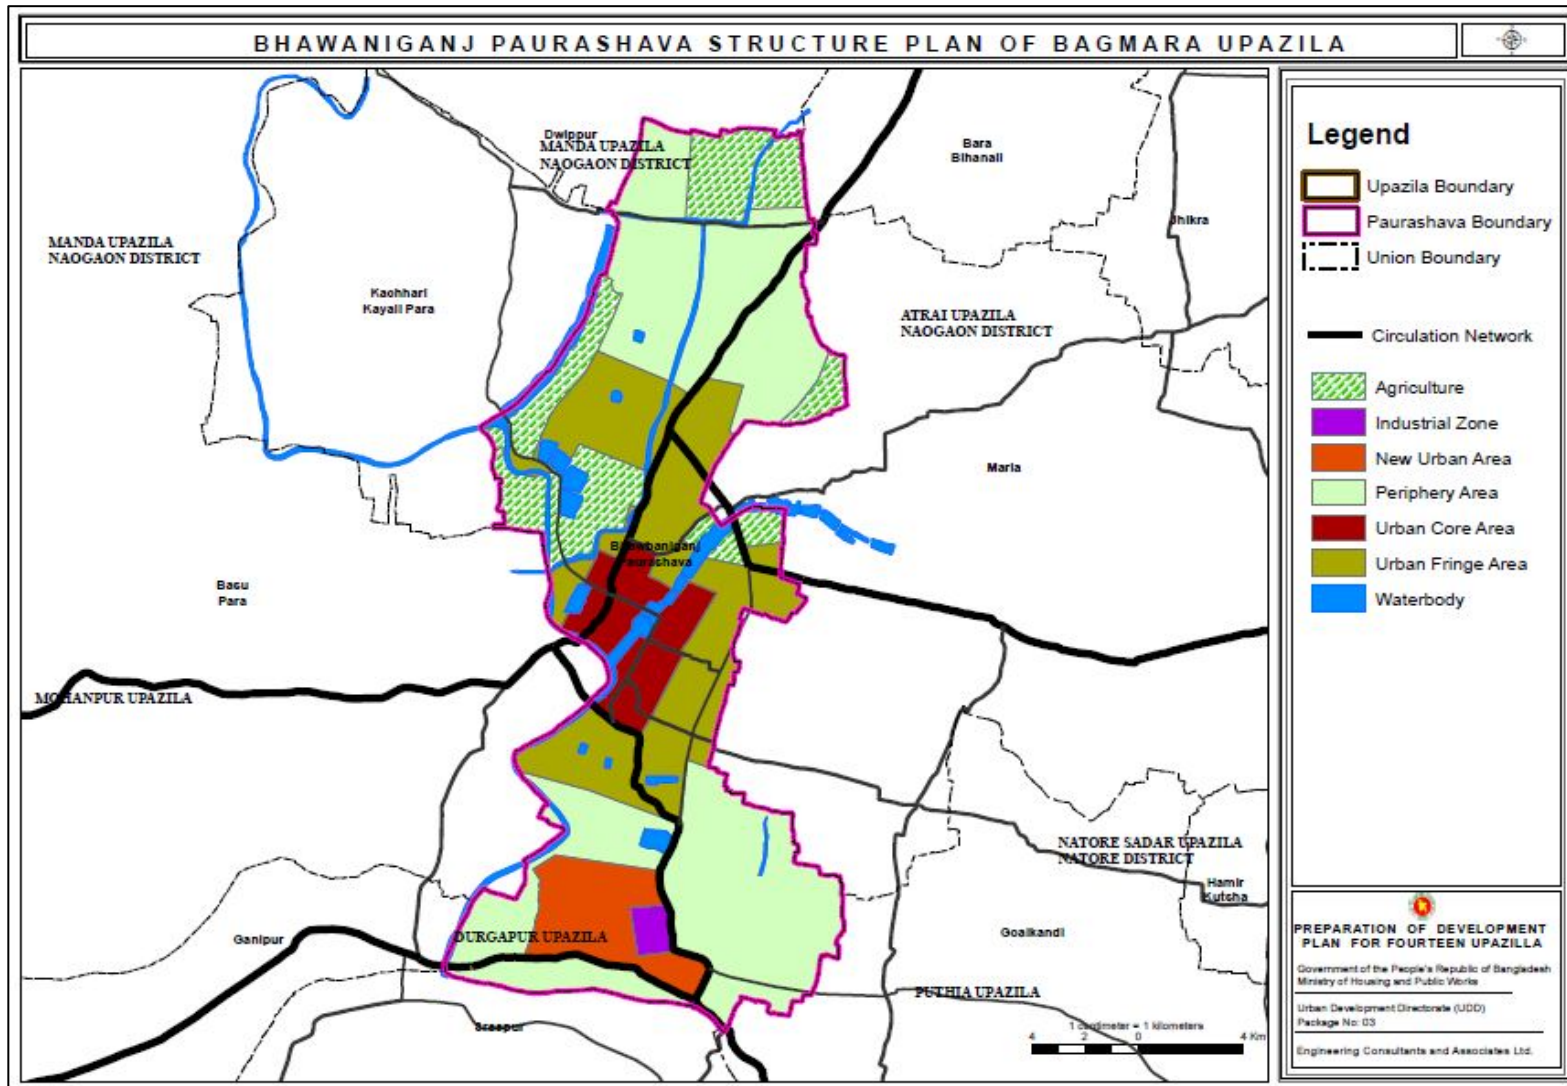 BHAWANIGANJ PAURASHAVA STRUCTURE PLAN OF BAGMARA UPAZILA
Dwippur
MANDA UPAZILA
NAOGAON DISTRICT
Bara
Bihanali
Jhikra
MANDA UPAZILA
NAOGAON DISTRICT
Kachhari
Kayali Para
ATRAI UPAZILA
NAOGAON DISTRICT
Maria
Paurashava
Basu
Para
MOHANPUR UPAZILA
NATORE SADAR UPAZILA
NATORE DISTRICT
Hamir
Kutsha
Ganipur
DURGAPUR UPAZILA
Goalkandi
PUTHIA UPAZILA
Sreepur
1 centimeter = 1 kilometers
4 2 0 4 Km
Legend
Upazila Boundary
Paurashava Boundary
Union Boundary
Circulation Network
Agriculture
Industrial Zone
New Urban Area
Periphery Area
Urban Core Area
Urban Fringe Area
Waterbody
PREPARATION OF DEVELOPMENT
PLAN FOR FOURTEEN UPAZILLA
Government of the People's Republic of Bangladesh
Ministry of Housing and Public Works
Urban Development Directorate (UDD)
Package No: 03
Engineering Consultants and Associates Ltd.